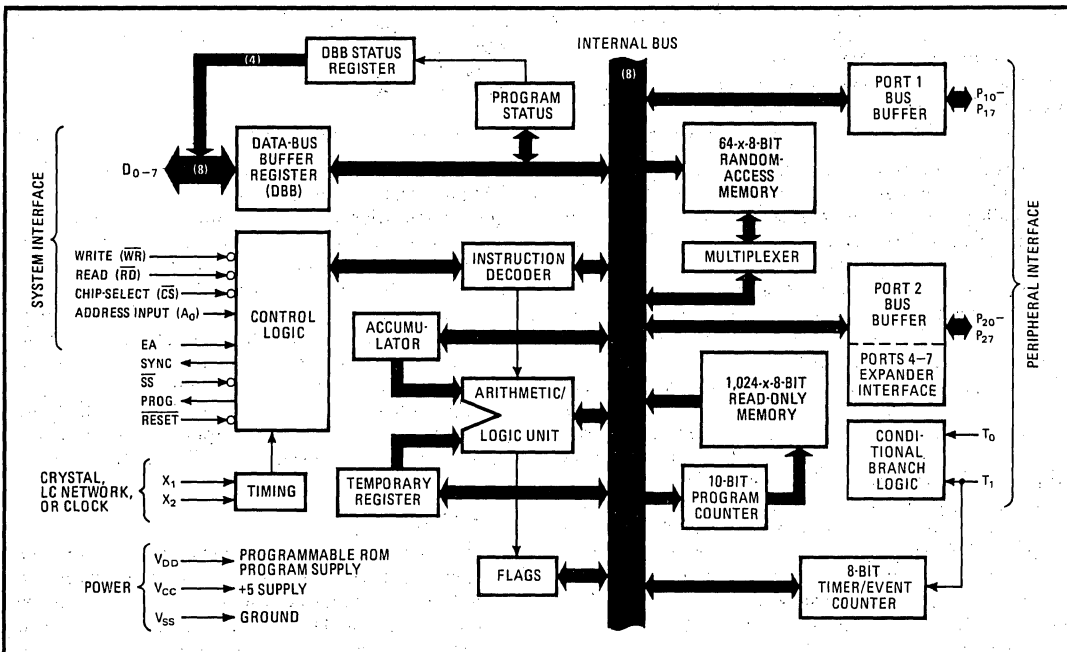 INTERNAL BUS
(8)
DBB STATUS
REGISTER
(4)
PROGRAM
STATUS
PORT 1
BUS
BUFFER
P10–
P17
SYSTEM INTERFACE
D0–7
(8)
DATA-BUS
BUFFER
REGISTER
(DBB)
64-x-8-BIT
RANDOM-
ACCESS
MEMORY
PERIPHERAL INTERFACE
WRITE (W̅R̅)
READ (R̅D̅)
CHIP-SELECT (C̅S̅)
ADDRESS INPUT (A0)
EA
SYNC
S̅S̅
PROG
R̅E̅S̅E̅T̅
CONTROL
LOGIC
INSTRUCTION
DECODER
MULTIPLEXER
PORT 2
BUS
BUFFER
P20–
P27
PORTS 4–7
EXPANDER
INTERFACE
ACCUMU-
LATOR
ARITHMETIC/
LOGIC UNIT
1,024-x-8-BIT
READ-ONLY
MEMORY
CONDI-
TIONAL
BRANCH
LOGIC
T0
T1
CRYSTAL,
LC NETWORK,
OR CLOCK
X1
X2
TIMING
TEMPORARY
REGISTER
10-BIT
PROGRAM
COUNTER
POWER
VDD
PROGRAMMABLE ROM
PROGRAM SUPPLY
VCC
+5 SUPPLY
VSS
GROUND
FLAGS
8-BIT
TIMER/EVENT
COUNTER